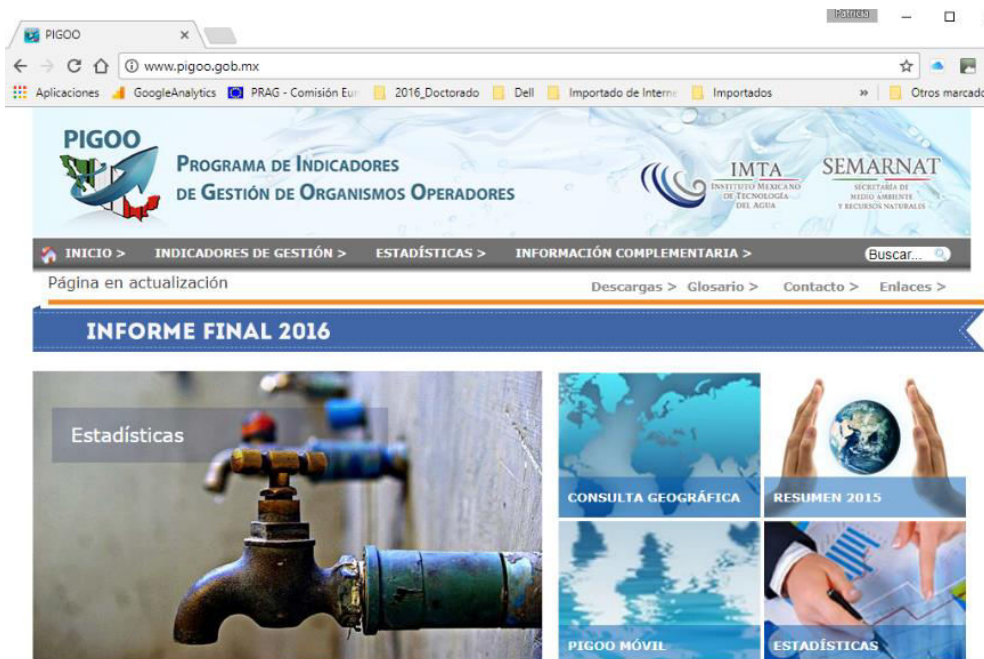 Patricia
PIGOO
www.pigoo.gob.mx
Aplicaciones GoogleAnalytics PRAG - Comisión Eur 2016_Doctorado Dell Importado de Interne Importados » Otros marcado
PIGOO
PROGRAMA DE INDICADORES
DE GESTIÓN DE ORGANISMOS OPERADORES
IMTA
INSTITUTO MEXICANO
DE TECNOLOGÍA
DEL AGUA
SEMARNAT
SECRETARÍA DE
MEDIO AMBIENTE
Y RECURSOS NATURALES
INICIO > INDICADORES DE GESTIÓN > ESTADÍSTICAS > INFORMACIÓN COMPLEMENTARIA > Buscar...
Página en actualización
Descargas > Glosario > Contacto > Enlaces >
INFORME FINAL 2016
Estadísticas
CONSULTA GEOGRÁFICA
RESUMEN 2015
PIGOO MÓVIL
ESTADÍSTICAS